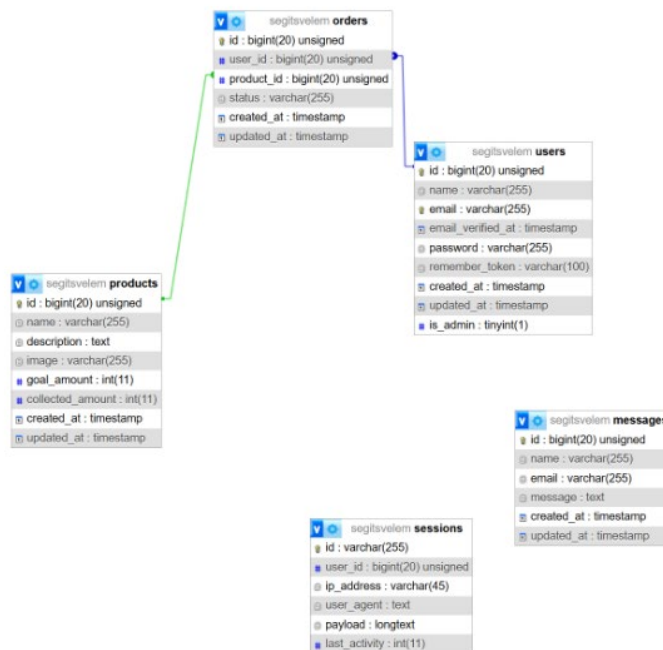 segitsvelem orders
id : bigint(20) unsigned
user_id : bigint(20) unsigned
product_id : bigint(20) unsigned
status : varchar(255)
created_at : timestamp
updated_at : timestamp
segitsvelem users
id : bigint(20) unsigned
name : varchar(255)
email : varchar(255)
email_verified_at : timestamp
password : varchar(255)
remember_token : varchar(100)
created_at : timestamp
updated_at : timestamp
is_admin : tinyint(1)
segitsvelem products
id : bigint(20) unsigned
name : varchar(255)
description : text
image : varchar(255)
goal_amount : int(11)
collected_amount : int(11)
created_at : timestamp
updated_at : timestamp
segitsvelem messages
id : bigint(20) unsigned
name : varchar(255)
email : varchar(255)
message : text
created_at : timestamp
updated_at : timestamp
segitsvelem sessions
id : varchar(255)
user_id : bigint(20) unsigned
ip_address : varchar(45)
user_agent : text
payload : longtext
last_activity : int(11)